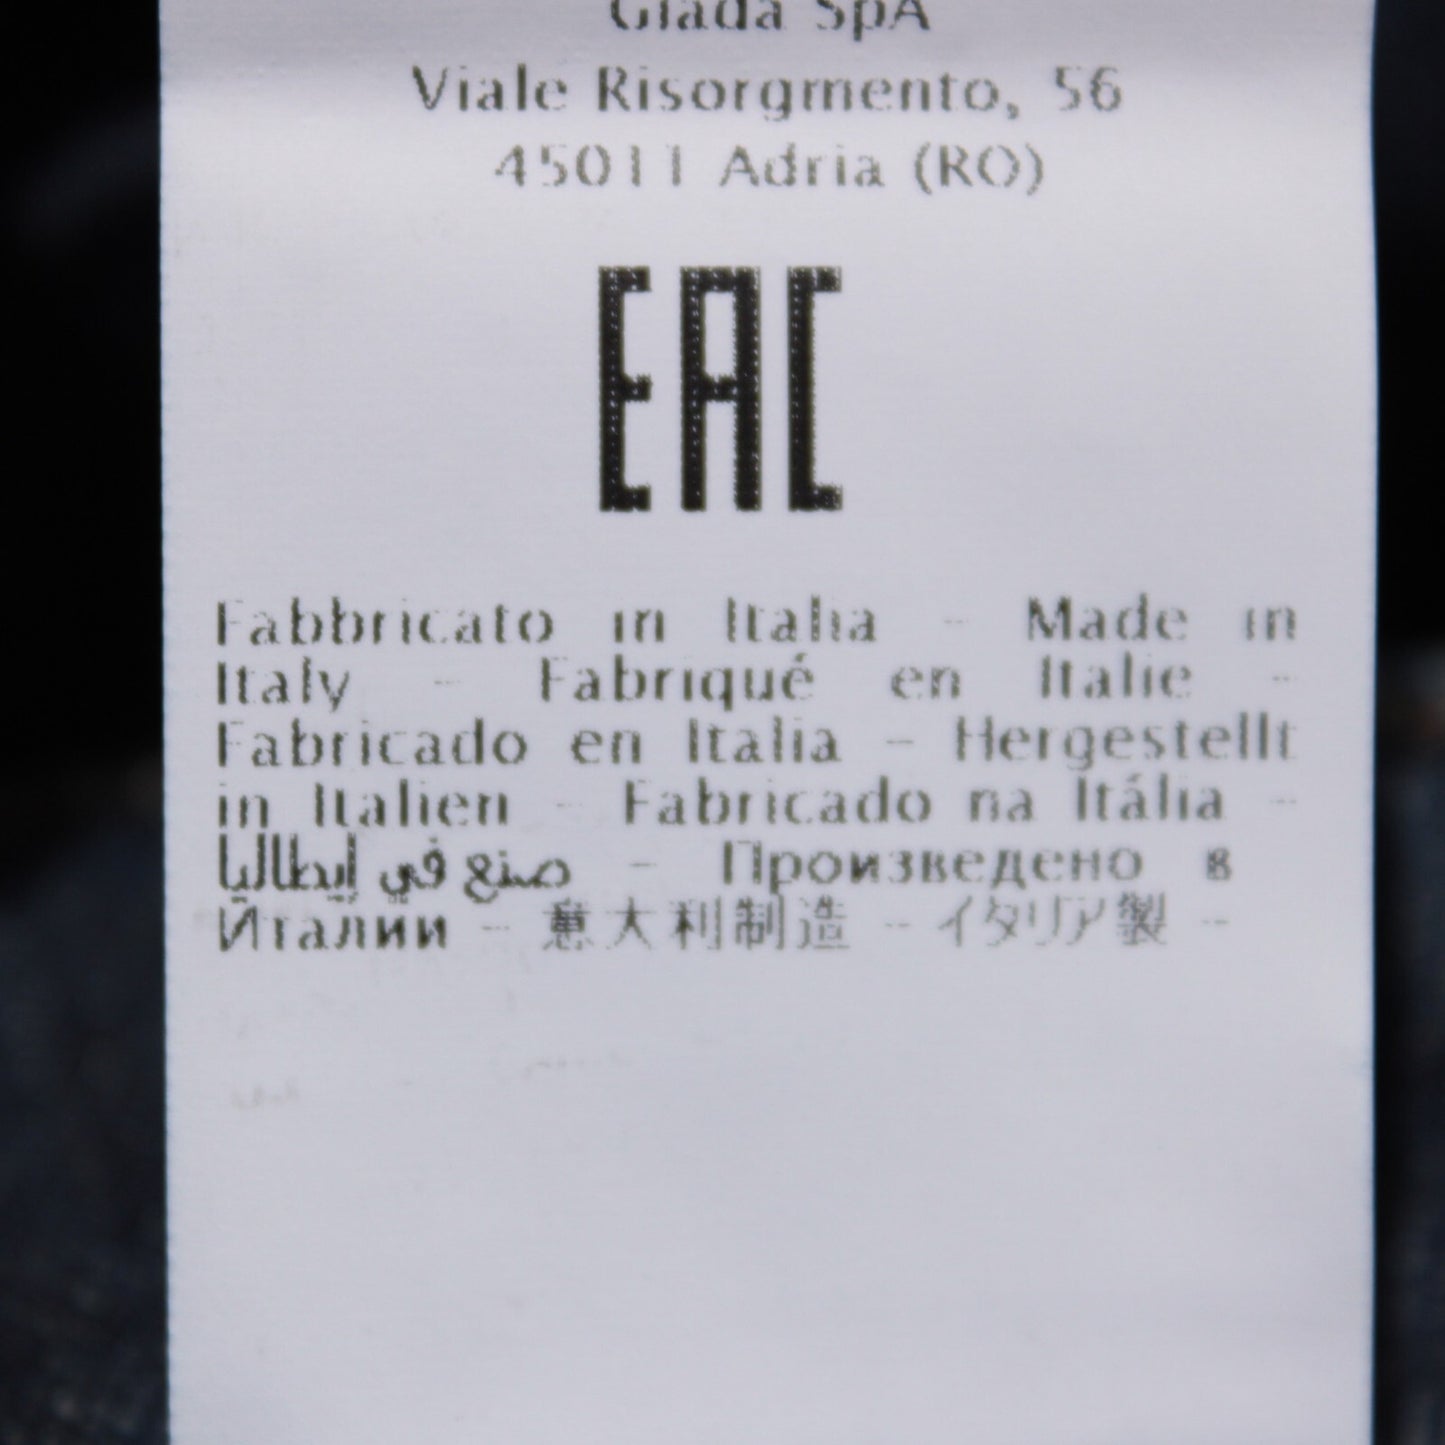 Giada SpA
Viale Risorgmento, 56
45011 Adria (RO)
EAC
Fabbricato in Italia - Made in
Italy - Fabriqué en Italie -
Fabricado en Italia - Hergestellt
in Italien - Fabricado na Itália -
صنع في إيطاليا - Произведено в
Италии - 意大利制造 - イタリア製 -